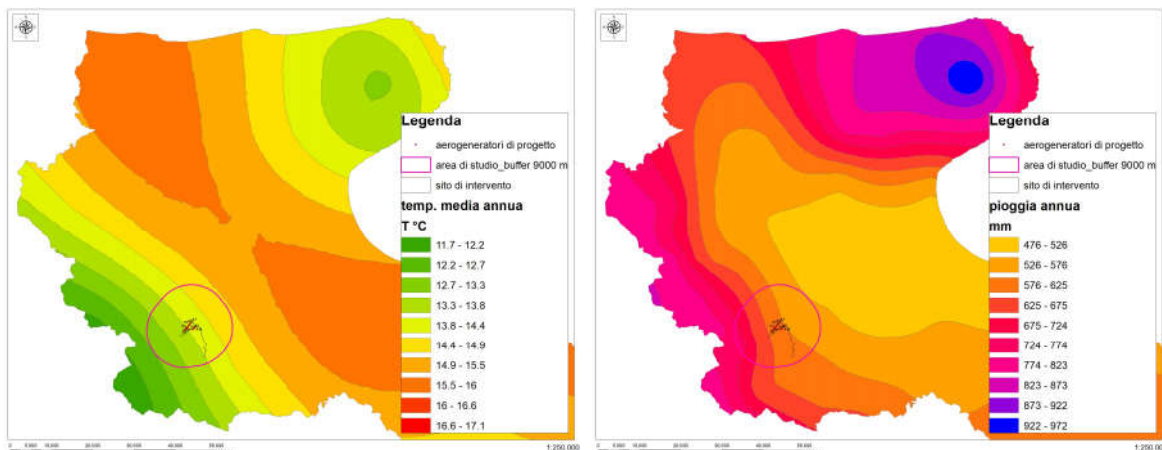 Legenda
aerogeneratori di progetto
area di studio_buffer 9000 m
sito di intervento
temp. media annua
T °C
11.7 - 12.2
12.2 - 12.7
12.7 - 13.3
13.3 - 13.8
13.8 - 14.4
14.4 - 14.9
14.9 - 15.5
15.5 - 16
16 - 16.6
16.6 - 17.1
1:250.000
Legenda
aerogeneratori di progetto
area di studio_buffer 9000 m
sito di intervento
pioggia annua
mm
476 - 526
526 - 576
576 - 625
625 - 675
675 - 724
724 - 774
774 - 823
823 - 873
873 - 922
922 - 972
1:250.000